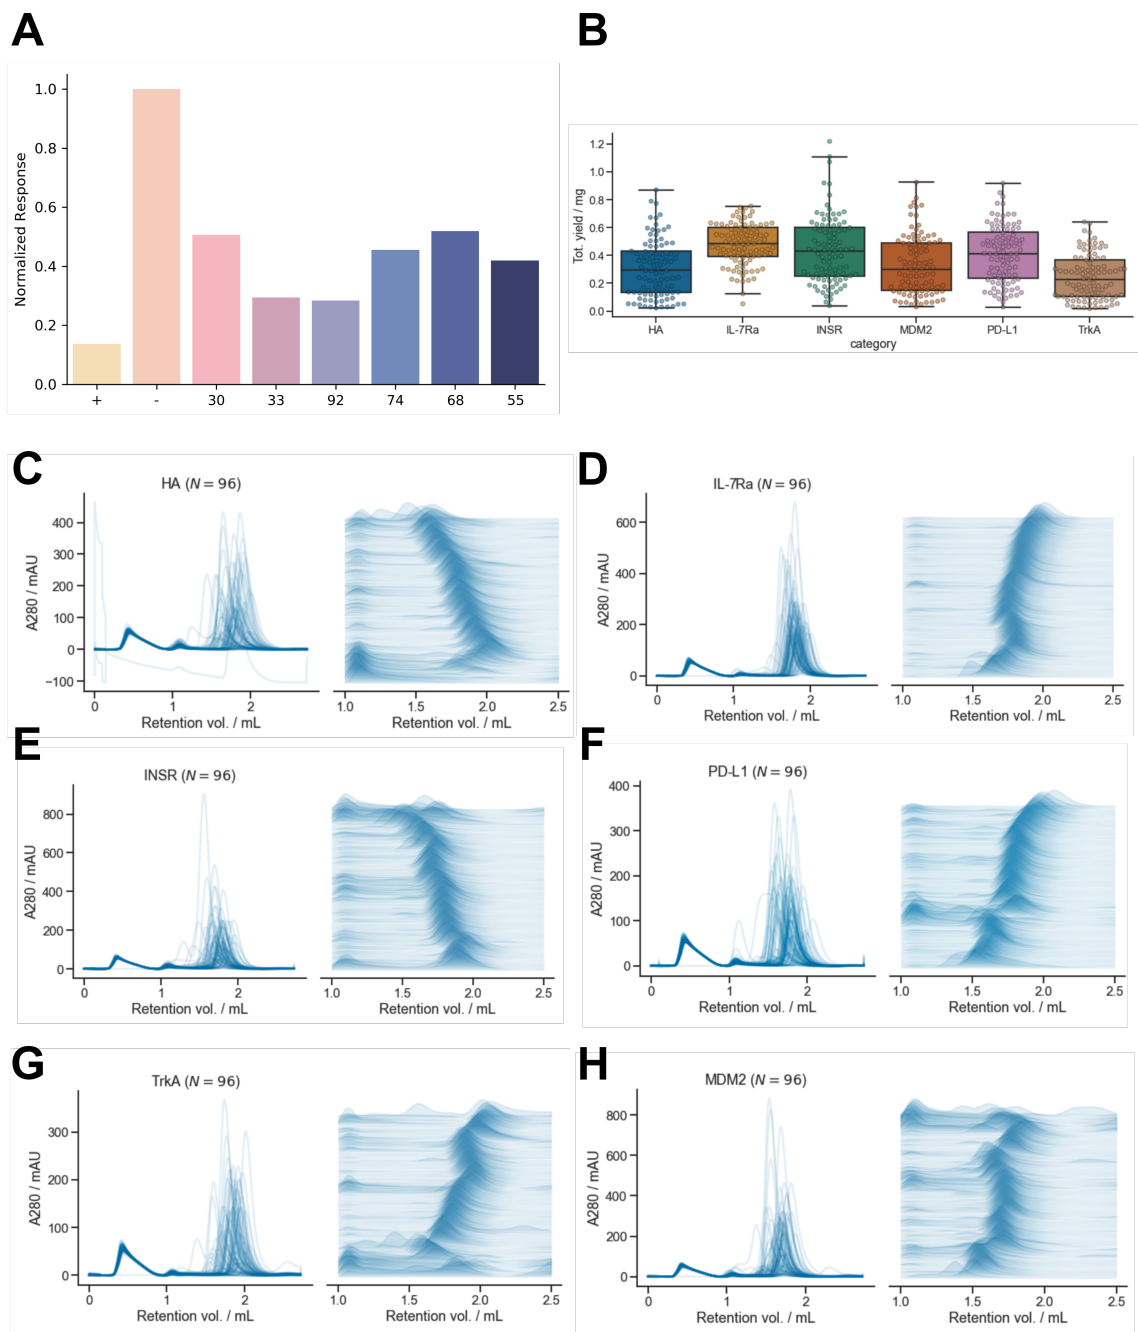 A
B
Normalized Response
1.0
0.8
0.6
0.4
0.2
0.0
+ - 30 33 92 74 68 55
Tot. yield / mg
1.2
1.0
0.8
0.6
0.4
0.2
0.0
HA IL-7Ra INSR MDM2 PD-L1 TrkA
category
C
HA (N = 96)
A280 / mAU
400
300
200
100
0
−100
0 1 2
Retention vol. / mL
1.0 1.5 2.0 2.5
Retention vol. / mL
D
IL-7Ra (N = 96)
A280 / mAU
600
400
200
0
0 1 2
Retention vol. / mL
1.0 1.5 2.0 2.5
Retention vol. / mL
E
INSR (N = 96)
A280 / mAU
800
600
400
200
0
0 1 2
Retention vol. / mL
1.0 1.5 2.0 2.5
Retention vol. / mL
F
PD-L1 (N = 96)
A280 / mAU
400
300
200
100
0
0 1 2
Retention vol. / mL
1.0 1.5 2.0 2.5
Retention vol. / mL
G
TrkA (N = 96)
A280 / mAU
300
200
100
0
0 1 2
Retention vol. / mL
1.0 1.5 2.0 2.5
Retention vol. / mL
H
MDM2 (N = 96)
A280 / mAU
800
600
400
200
0
0 1 2
Retention vol. / mL
1.0 1.5 2.0 2.5
Retention vol. / mL